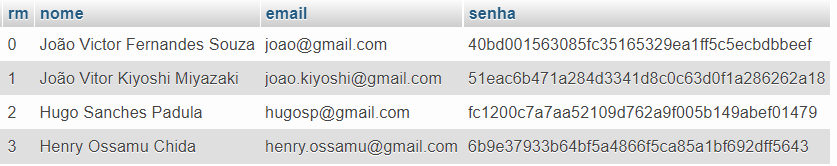 rm nome email senha
0 João Victor Fernandes Souza joao@gmail.com 40bd001563085fc35165329ea1ff5c5ecbdbbeef
1 João Vitor Kiyoshi Miyazaki joao.kiyoshi@gmail.com 51eac6b471a284d3341d8c0c63d0f1a286262a18
2 Hugo Sanches Padula hugosp@gmail.com fc1200c7a7aa52109d762a9f005b149abef01479
3 Henry Ossamu Chida henry.ossamu@gmail.com 6b9e37933b64bf5a4866f5ca85a1bf692dff5643